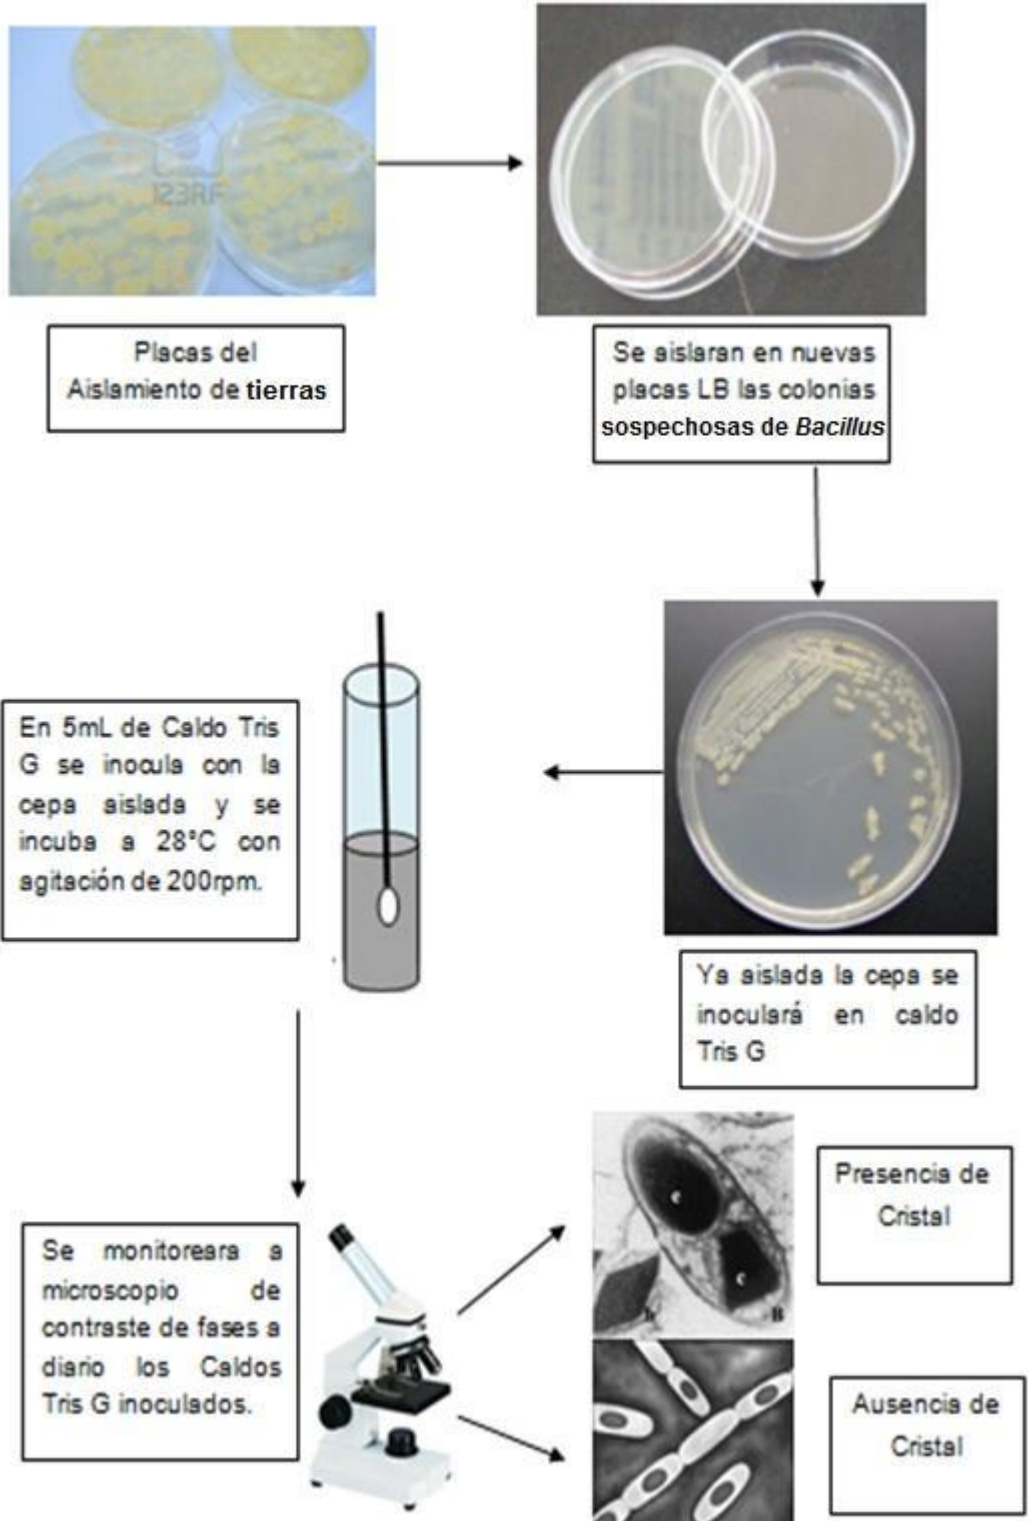 123RF
Placas del
Aislamiento de tierras
Se aislaran en nuevas
placas LB las colonias
sospechosas de Bacillus
Ya aislada la cepa se
inoculará en caldo
Tris G
En 5mL de Caldo Tris
G se inocula con la
cepa aislada y se
incuba a 28°C con
agitación de 200rpm.
Se monitoreara a
microscopio de
contraste de fases a
diario los Caldos
Tris G inoculados.
Presencia de
Cristal
B
Ausencia de
Cristal